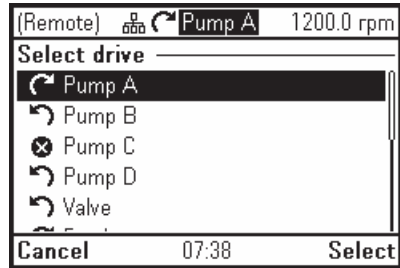 (Remote) Pump A 1200.0 rpm
Select drive
Pump A
Pump B
Pump C
Pump D
Valve
Cancel 07:38 Select